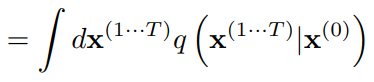 = ∫ dx^(1···T) q(x^(1···T)|x^(0))